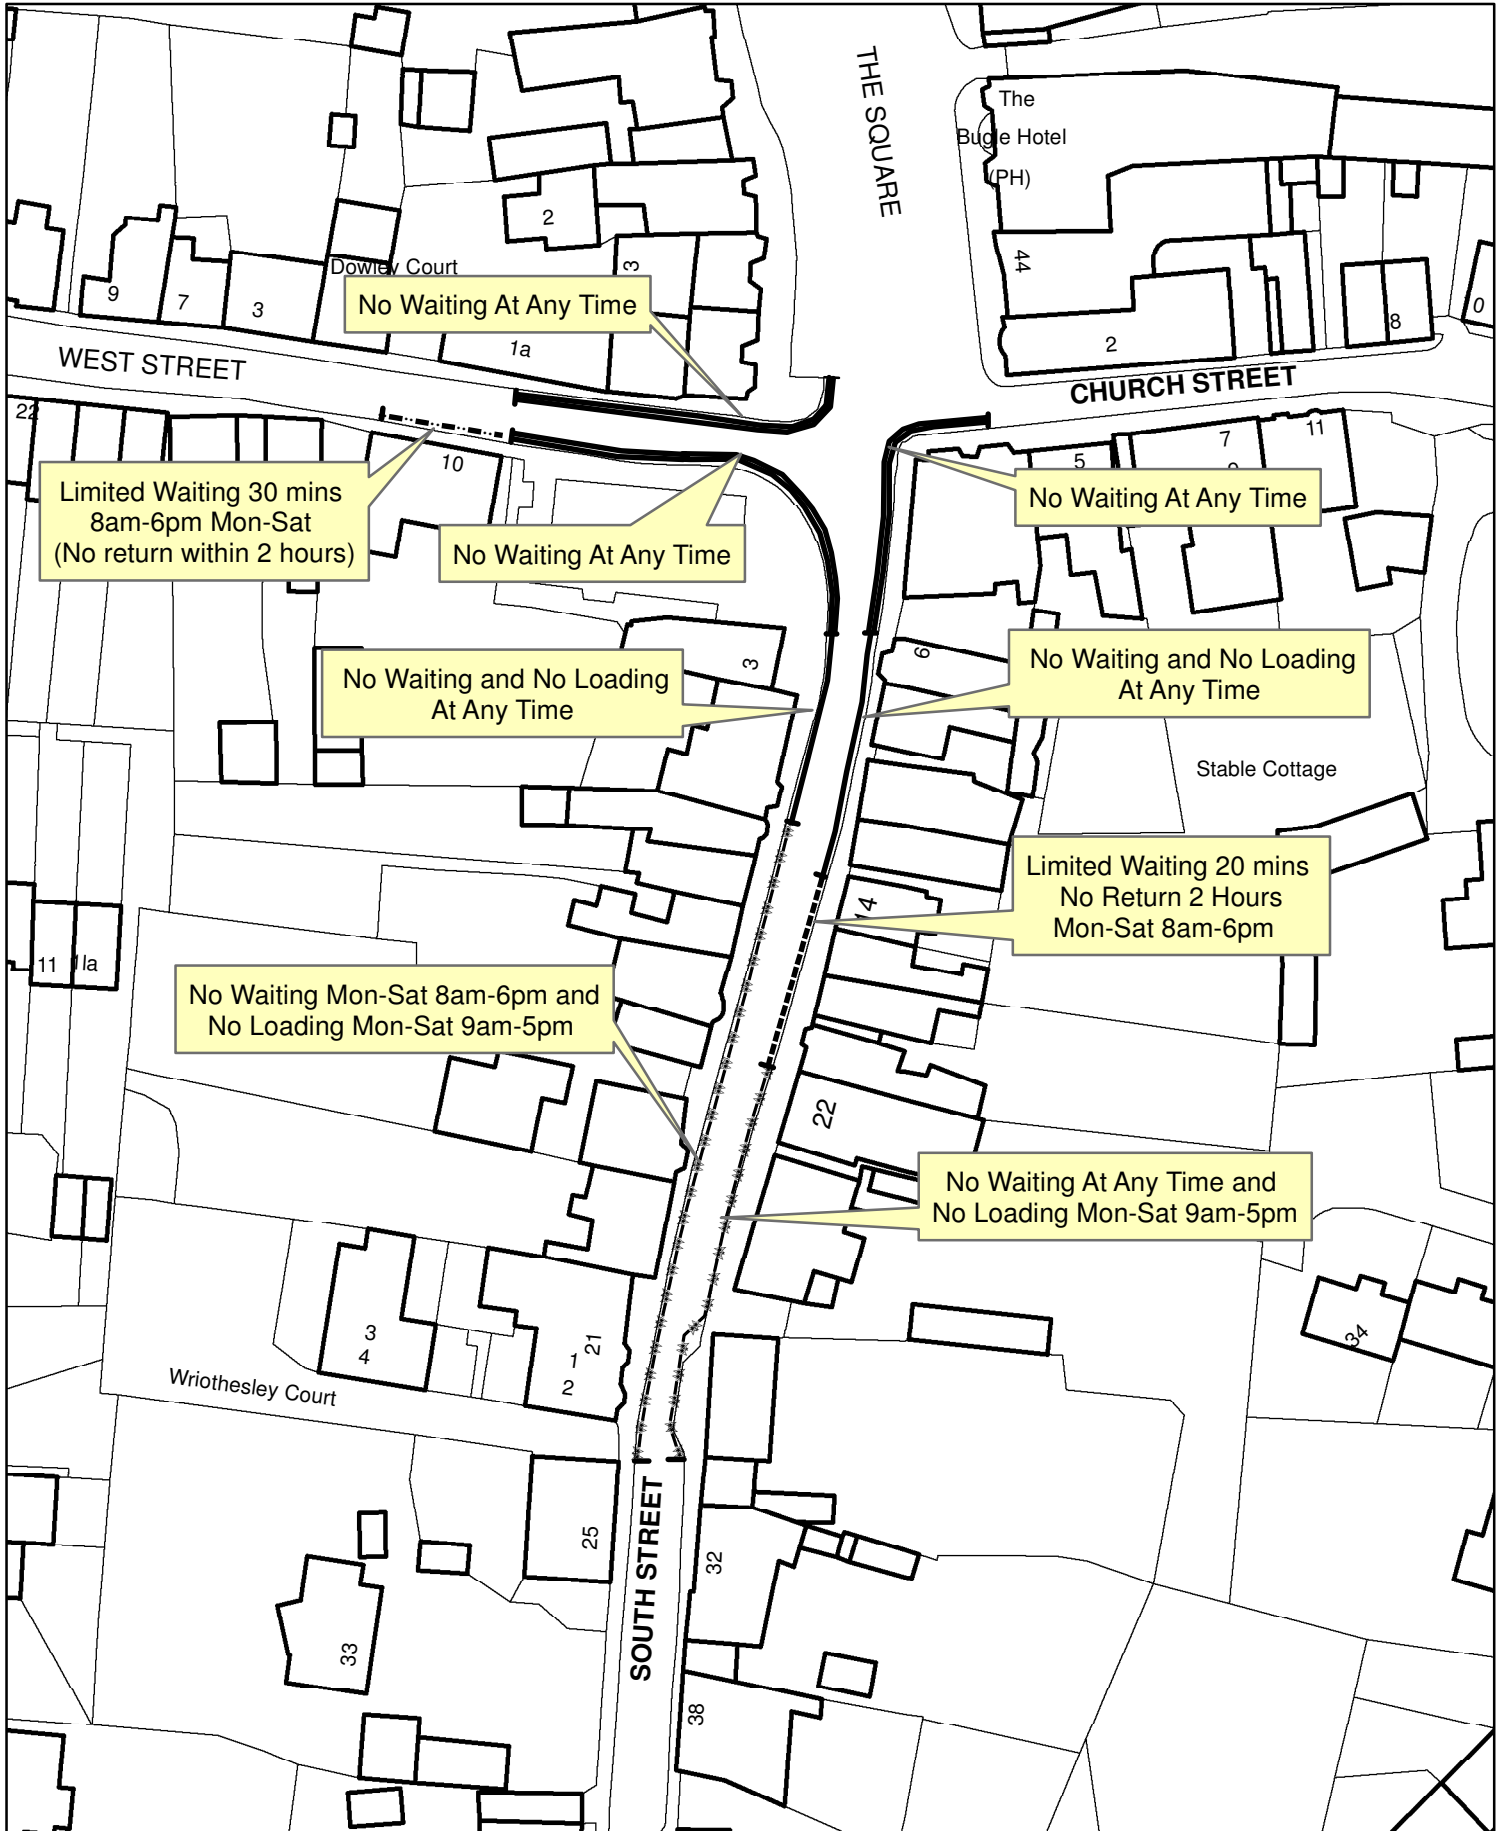 THE SQUARE
The
Bugle Hotel
(PH)
2
3
44
Dowley Court
9
7
3
No Waiting At Any Time
1a
2
8
0
WEST STREET
CHURCH STREET
22
10
5
7
9
11
Limited Waiting 30 mins
8am-6pm Mon-Sat
(No return within 2 hours)
No Waiting At Any Time
No Waiting At Any Time
3
6
No Waiting and No Loading
At Any Time
No Waiting and No Loading
At Any Time
Stable Cottage
Limited Waiting 20 mins
No Return 2 Hours
Mon-Sat 8am-6pm
14
11
No Waiting Mon-Sat 8am-6pm and
No Loading Mon-Sat 9am-5pm
22
No Waiting At Any Time and
No Loading Mon-Sat 9am-5pm
3
4
21
1
2
34
Wriothesley Court
25
SOUTH STREET
32
33
38